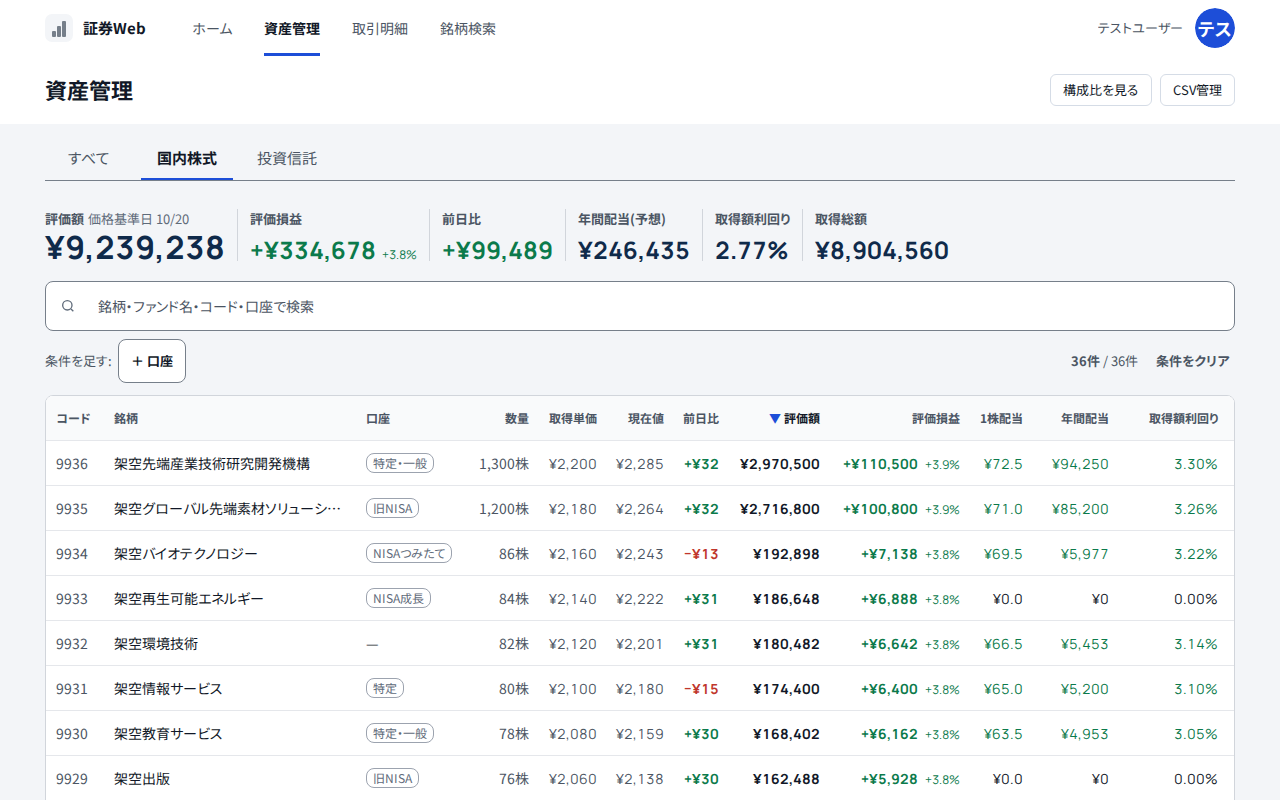 証券Web ホーム 資産管理 取引明細 銘柄検索 テストユーザー テス
資産管理 構成比を見る CSV管理
すべて 国内株式 投資信託
評価額 価格基準日 10/20 評価損益 前日比 年間配当(予想) 取得額利回り 取得総額
¥9,239,238 +¥334,678 +3.8% +¥99,489 ¥246,435 2.77% ¥8,904,560
銘柄・ファンド名・コード・口座で検索
条件を足す: ＋ 口座 36件 / 36件 条件をクリア
コード 銘柄 口座 数量 取得単価 現在値 前日比 ▼ 評価額 評価損益 1株配当 年間配当 取得額利回り
9936 架空先端産業技術研究開発機構 特定・一般 1,300株 ¥2,200 ¥2,285 +¥32 ¥2,970,500 +¥110,500 +3.9% ¥72.5 ¥94,250 3.30%
9935 架空グローバル先端素材ソリューシ… 旧NISA 1,200株 ¥2,180 ¥2,264 +¥32 ¥2,716,800 +¥100,800 +3.9% ¥71.0 ¥85,200 3.26%
9934 架空バイオテクノロジー NISAつみたて 86株 ¥2,160 ¥2,243 −¥13 ¥192,898 +¥7,138 +3.8% ¥69.5 ¥5,977 3.22%
9933 架空再生可能エネルギー NISA成長 84株 ¥2,140 ¥2,222 +¥31 ¥186,648 +¥6,888 +3.8% ¥0.0 ¥0 0.00%
9932 架空環境技術 — 82株 ¥2,120 ¥2,201 +¥31 ¥180,482 +¥6,642 +3.8% ¥66.5 ¥5,453 3.14%
9931 架空情報サービス 特定 80株 ¥2,100 ¥2,180 −¥15 ¥174,400 +¥6,400 +3.8% ¥65.0 ¥5,200 3.10%
9930 架空教育サービス 特定・一般 78株 ¥2,080 ¥2,159 +¥30 ¥168,402 +¥6,162 +3.8% ¥63.5 ¥4,953 3.05%
9929 架空出版 旧NISA 76株 ¥2,060 ¥2,138 +¥30 ¥162,488 +¥5,928 +3.8% ¥0.0 ¥0 0.00%